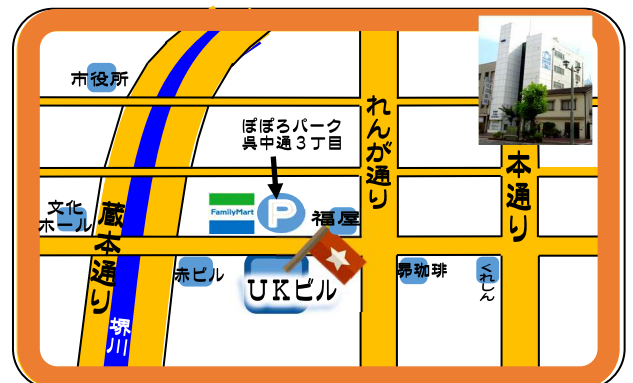 市役所
ぽぽろパーク
呉中通３丁目
れんが通り
本通り
文化
ホール
蔵本通り
FamilyMart
P
福屋
赤ビル
UKビル
昴珈琲
くれしん
堺川